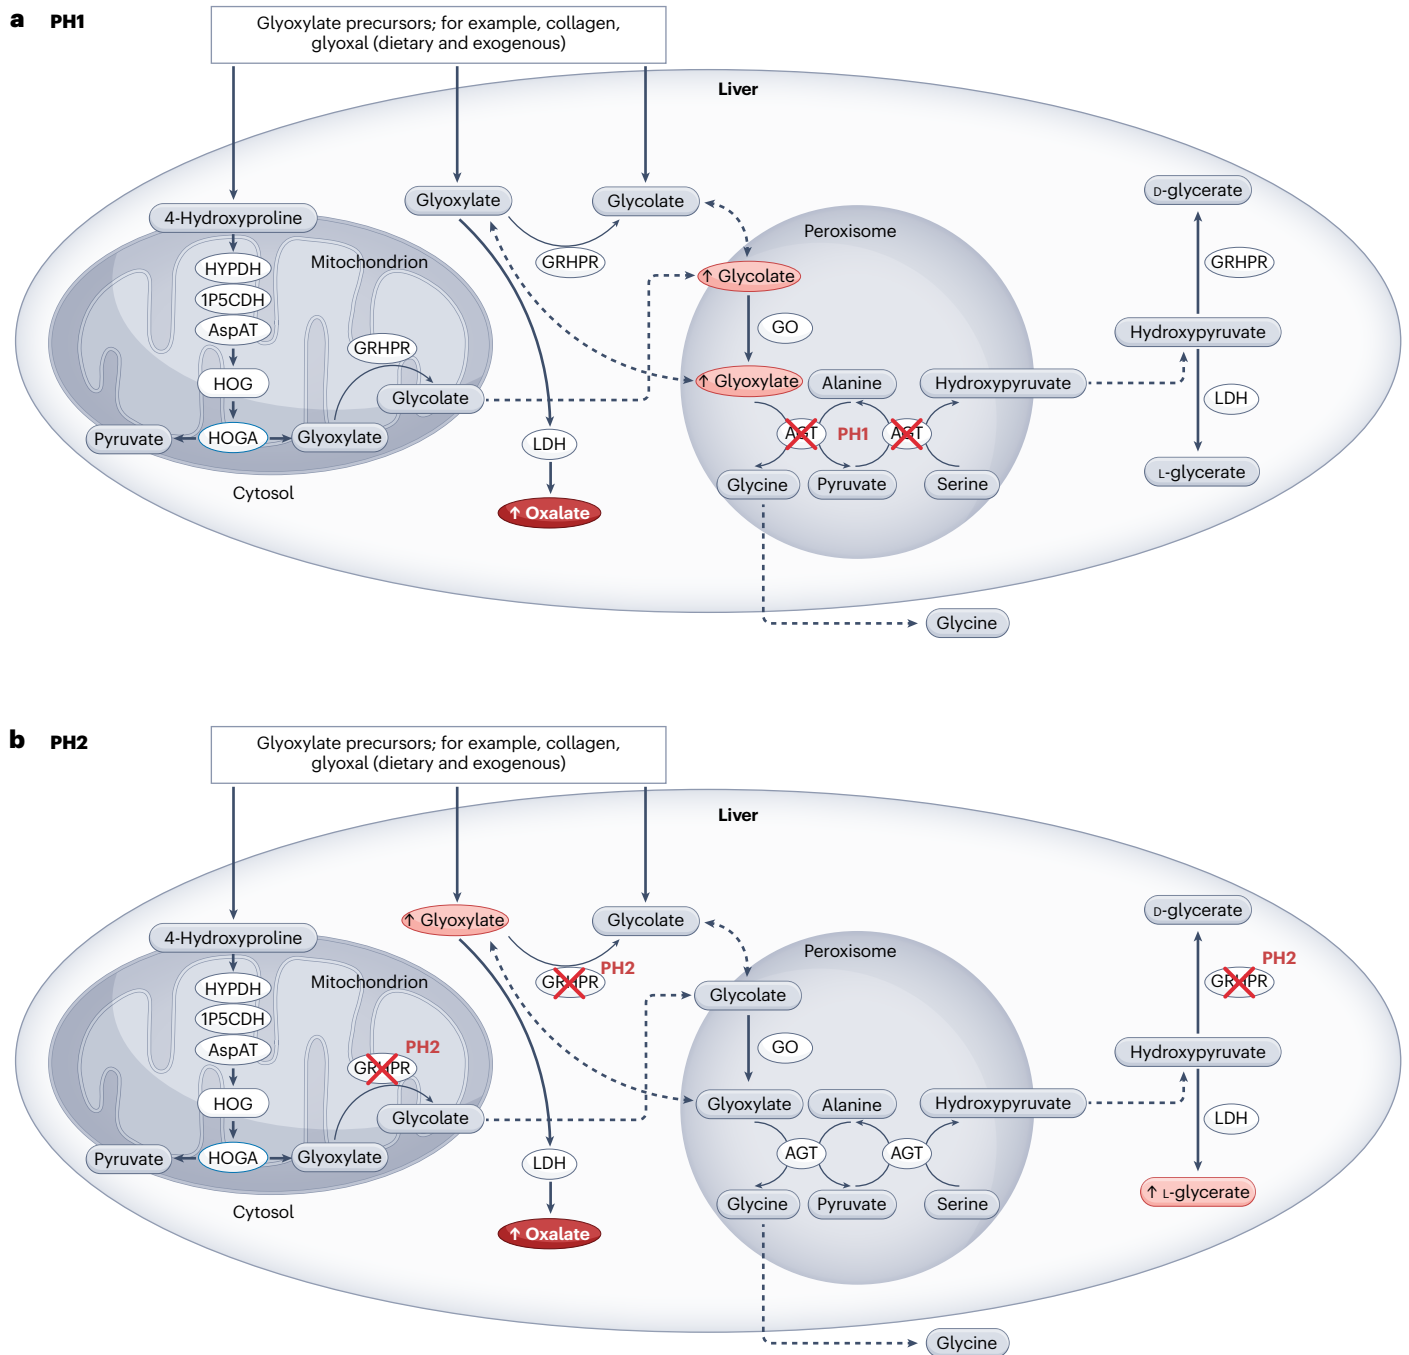 a PH1
Glyoxylate precursors; for example, collagen,
glyoxal (dietary and exogenous)
Liver
Glyoxylate
Glycolate
D-glycerate
4-Hydroxyproline
Peroxisome
HYPDH
Mitochondrion
GRHPR
GRHPR
↑ Glycolate
1P5CDH
AspAT
GO
Hydroxypyruvate
GRHPR
HOG
↑ Glyoxylate
Alanine
Hydroxypyruvate
Glycolate
LDH
Pyruvate
HOGA
Glyoxylate
LDH
AGT
PH1
AGT
L-glycerate
Cytosol
Glycine
Pyruvate
Serine
↑ Oxalate
Glycine
b PH2
Glyoxylate precursors; for example, collagen,
glyoxal (dietary and exogenous)
Liver
↑ Glyoxylate
Glycolate
D-glycerate
4-Hydroxyproline
Peroxisome
PH2
PH2
HYPDH
Mitochondrion
GRHPR
GRHPR
Glycolate
1P5CDH
AspAT
PH2
GO
Hydroxypyruvate
GRHPR
HOG
Glyoxylate
Alanine
Hydroxypyruvate
Glycolate
LDH
Pyruvate
HOGA
Glyoxylate
LDH
AGT
AGT
↑ L-glycerate
Cytosol
Glycine
Pyruvate
Serine
↑ Oxalate
Glycine